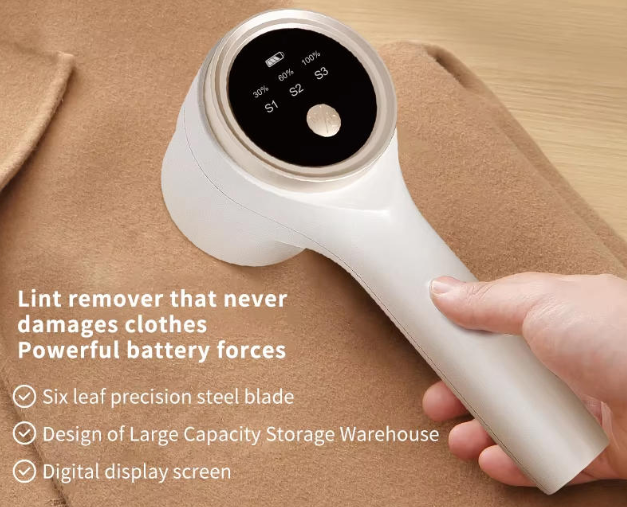 30% 60% 100%
S1 S2 S3
Lint remover that never
damages clothes
Powerful battery forces
Six leaf precision steel blade
Design of Large Capacity Storage Warehouse
Digital display screen